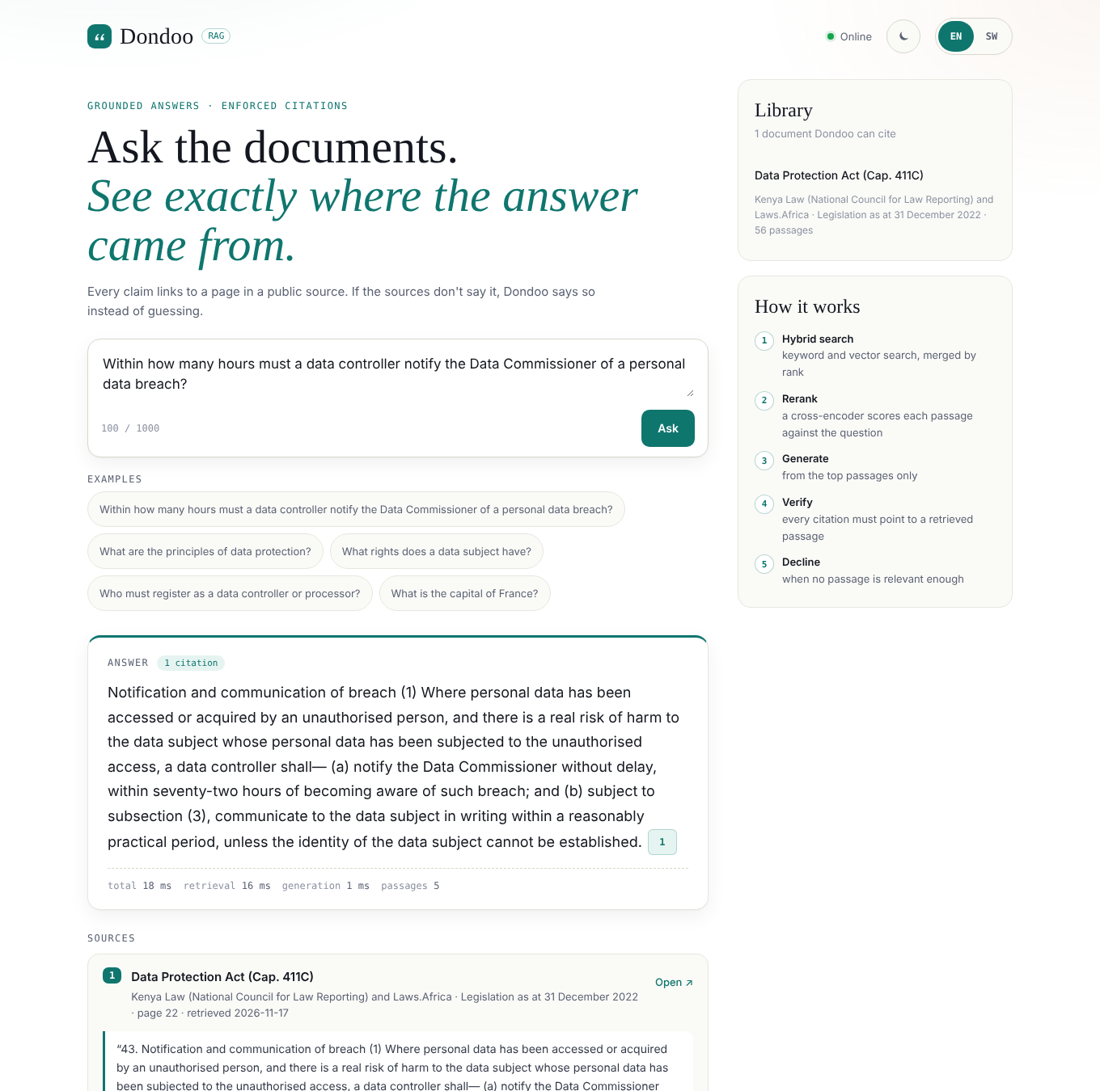 Dondoo RAG
Online
EN SW
GROUNDED ANSWERS · ENFORCED CITATIONS
Ask the documents.
See exactly where the answer
came from.
Every claim links to a page in a public source. If the sources don't say it, Dondoo says so
instead of guessing.
Within how many hours must a data controller notify the Data Commissioner of a personal
data breach?
100 / 1000
Ask
EXAMPLES
Within how many hours must a data controller notify the Data Commissioner of a personal data breach?
What are the principles of data protection?
What rights does a data subject have?
Who must register as a data controller or processor?
What is the capital of France?
ANSWER 1 citation
Notification and communication of breach (1) Where personal data has been
accessed or acquired by an unauthorised person, and there is a real risk of harm to
the data subject whose personal data has been subjected to the unauthorised
access, a data controller shall— (a) notify the Data Commissioner without delay,
within seventy-two hours of becoming aware of such breach; and (b) subject to
subsection (3), communicate to the data subject in writing within a reasonably
practical period, unless the identity of the data subject cannot be established. 1
total 18 ms retrieval 16 ms generation 1 ms passages 5
SOURCES
1 Data Protection Act (Cap. 411C)
Open ↗
Kenya Law (National Council for Law Reporting) and Laws.Africa · Legislation as at 31 December 2022
· page 22 · retrieved 2026-11-17
“43. Notification and communication of breach (1) Where personal data has been accessed or acquired
by an unauthorised person, and there is a real risk of harm to the data subject whose personal data has
been subjected to the unauthorised access, a data controller shall— (a) notify the Data Commissioner
Library
1 document Dondoo can cite
Data Protection Act (Cap. 411C)
Kenya Law (National Council for Law Reporting) and
Laws.Africa · Legislation as at 31 December 2022 ·
56 passages
How it works
1 Hybrid search
keyword and vector search, merged by
rank
2 Rerank
a cross-encoder scores each passage
against the question
3 Generate
from the top passages only
4 Verify
every citation must point to a retrieved
passage
5 Decline
when no passage is relevant enough